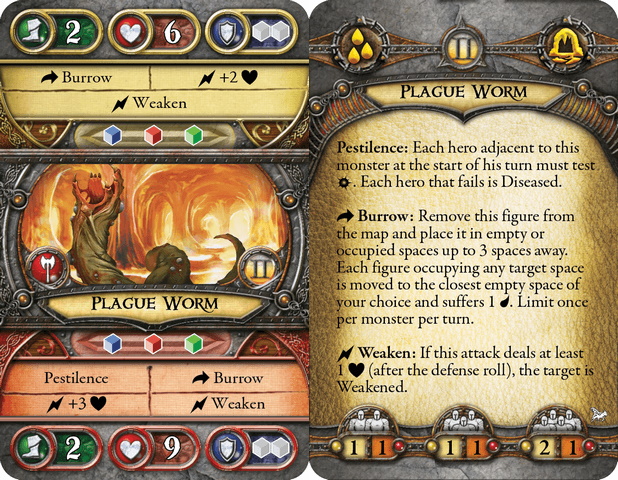 2 6
Burrow +2
Weaken
II
PLAGUE WORM
Pestilence Burrow
+3 Weaken
2 9
II
PLAGUE WORM
Pestilence: Each hero adjacent to this
monster at the start of his turn must test
. Each hero that fails is Diseased.
Burrow: Remove this figure from
the map and place it in empty or
occupied spaces up to 3 spaces away.
Each figure occupying any target space
is moved to the closest empty space of
your choice and suffers 1 . Limit once
per monster per turn.
Weaken: If this attack deals at least
1 (after the defense roll), the target is
Weakened.
1 1 1 1 2 1